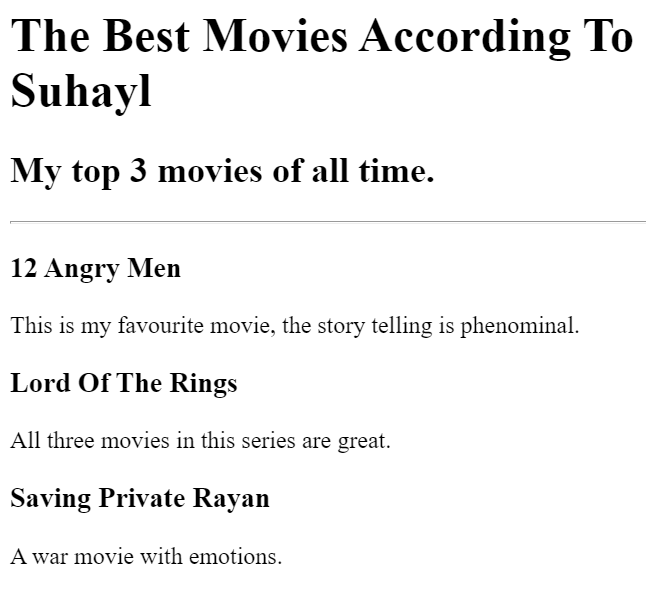 The Best Movies According To
Suhayl
My top 3 movies of all time.
12 Angry Men
This is my favourite movie, the story telling is phenominal.
Lord Of The Rings
All three movies in this series are great.
Saving Private Rayan
A war movie with emotions.